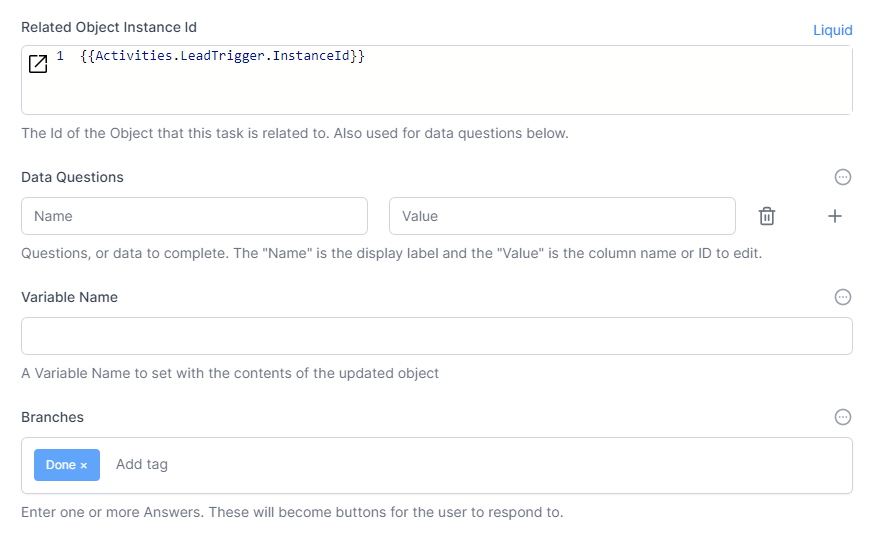 Related Object Instance Id
Liquid
1 {{Activities.LeadTrigger.InstanceId}}
The Id of the Object that this task is related to. Also used for data questions below.
Data Questions
Name
Value
Questions, or data to complete. The "Name" is the display label and the "Value" is the column name or ID to edit.
Variable Name
A Variable Name to set with the contents of the updated object
Branches
Done ×
Add tag
Enter one or more Answers. These will become buttons for the user to respond to.